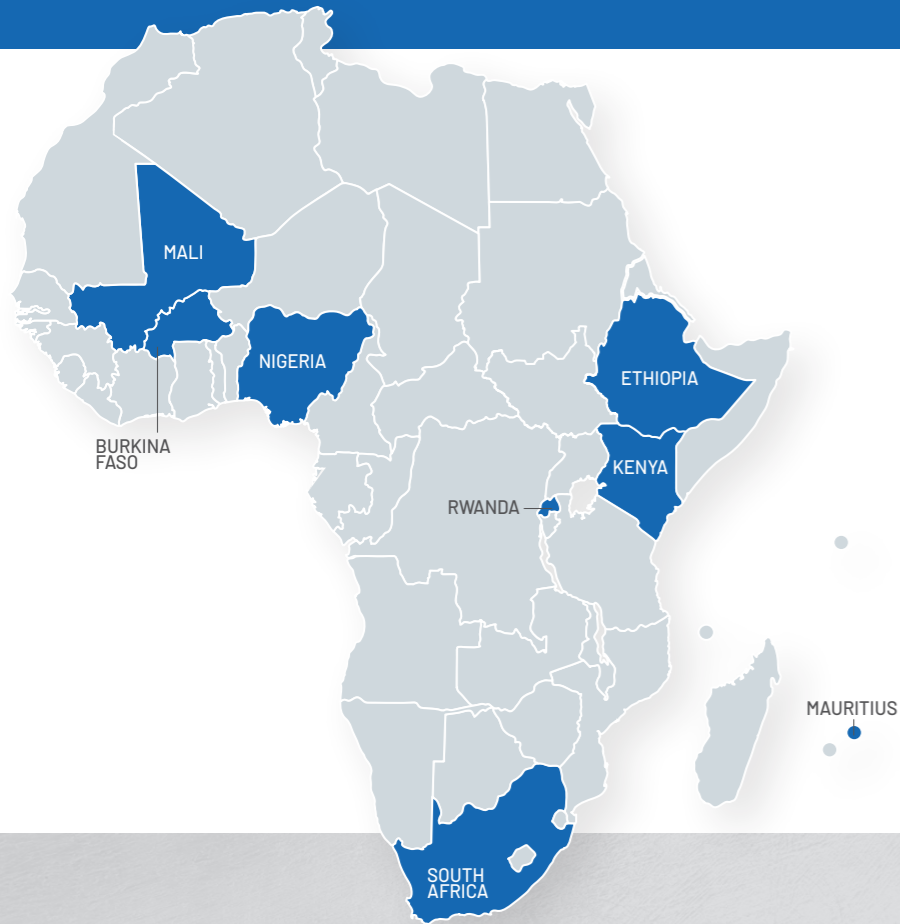 MALI
NIGERIA
ETHIOPIA
BURKINA
FASO
KENYA
RWANDA
MAURITIUS
SOUTH
AFRICA